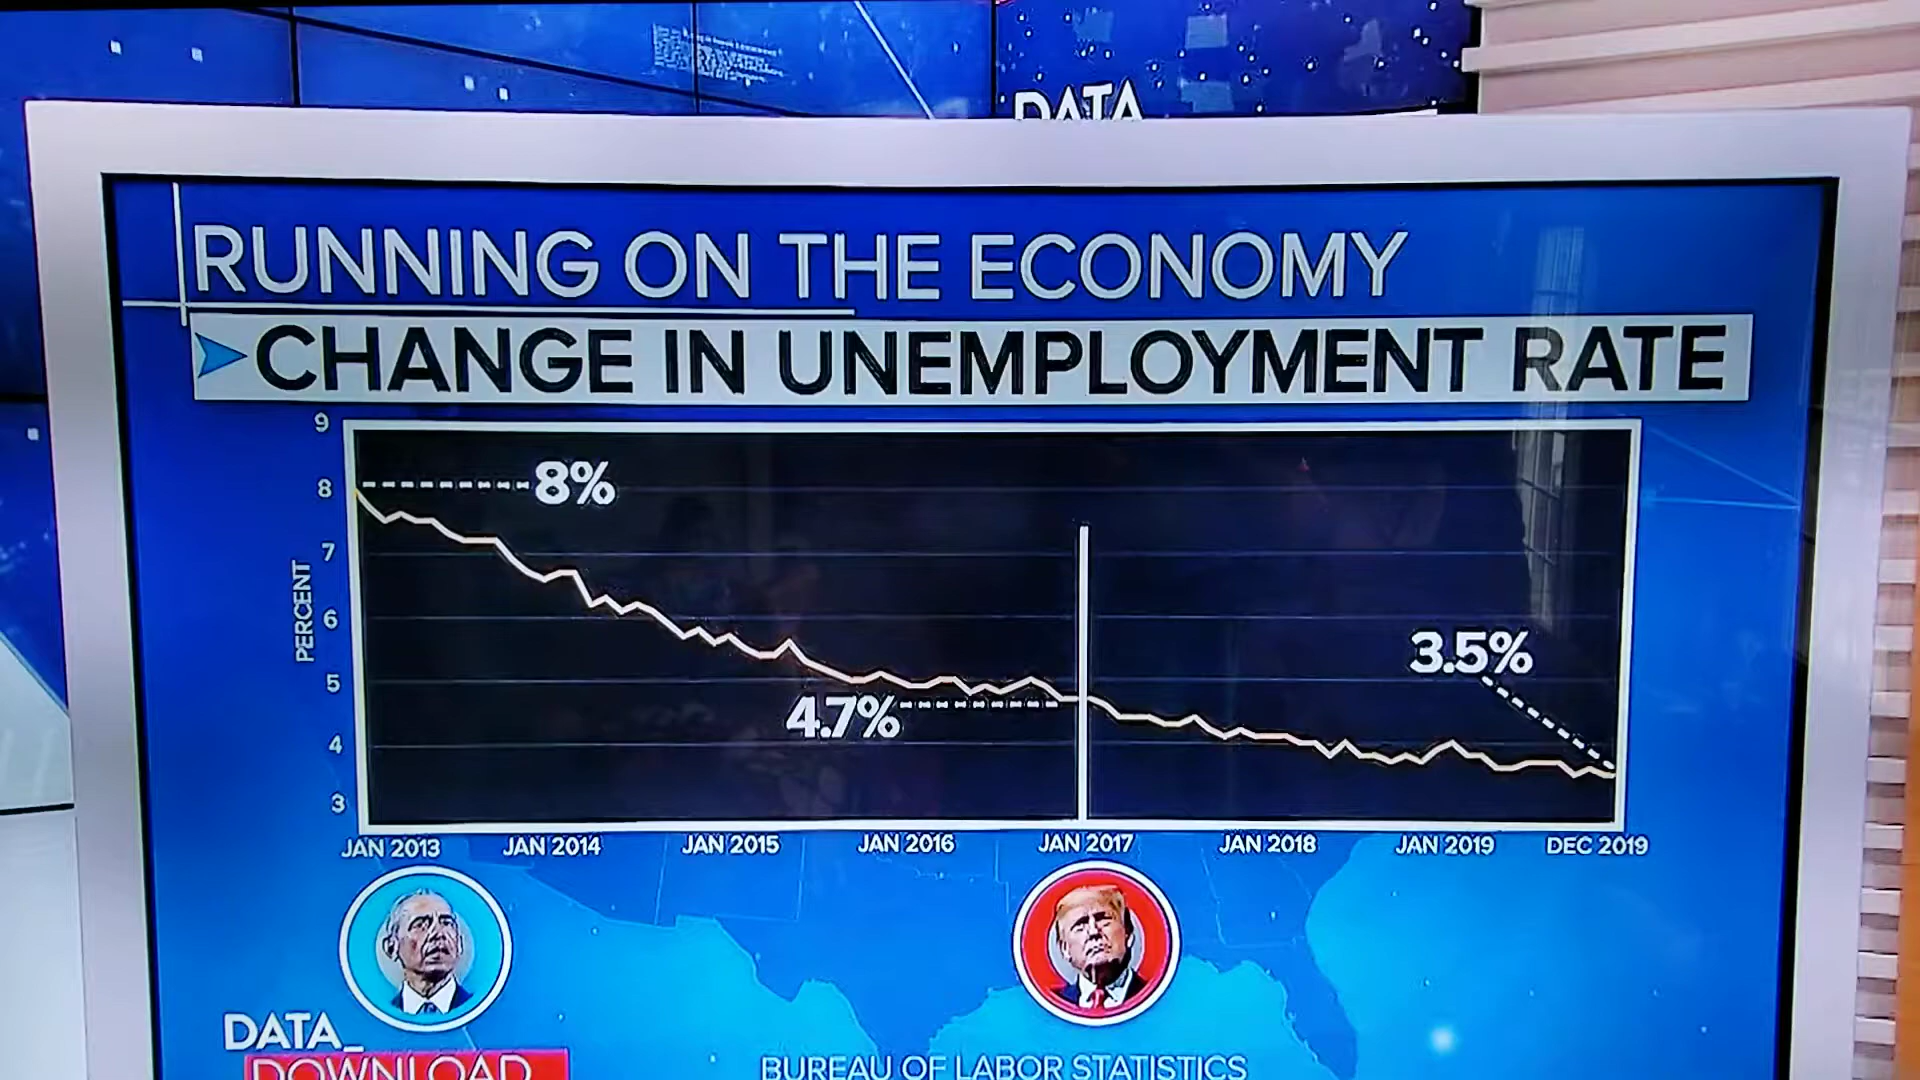 DATA
RUNNING ON THE ECONOMY
CHANGE IN UNEMPLOYMENT RATE
9
8
7
6
5
4
3
PERCENT
8%
4.7%
3.5%
JAN 2013 JAN 2014 JAN 2015 JAN 2016 JAN 2017 JAN 2018 JAN 2019 DEC 2019
DATA_
DOWNLOAD
BUREAU OF LABOR STATISTICS